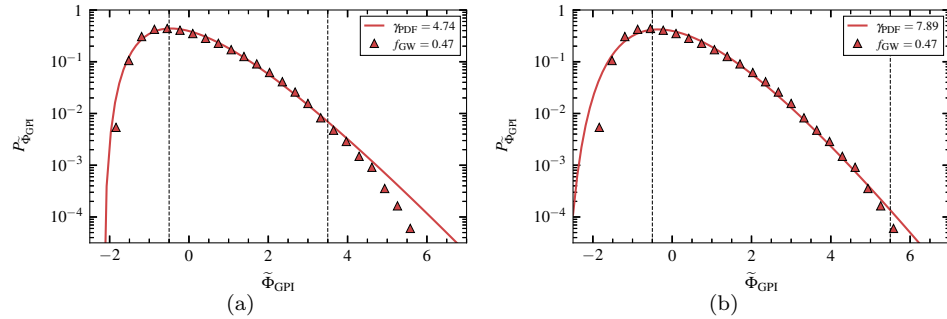 1
10⁻¹
10⁻²
10⁻³
10⁻⁴
P_Φ̃GPI
γPDF = 4.74
fGW = 0.47
−2 0 2 4 6
Φ̃GPI
(a)
1
10⁻¹
10⁻²
10⁻³
10⁻⁴
P_Φ̃GPI
γPDF = 7.89
fGW = 0.47
−2 0 2 4 6
Φ̃GPI
(b)